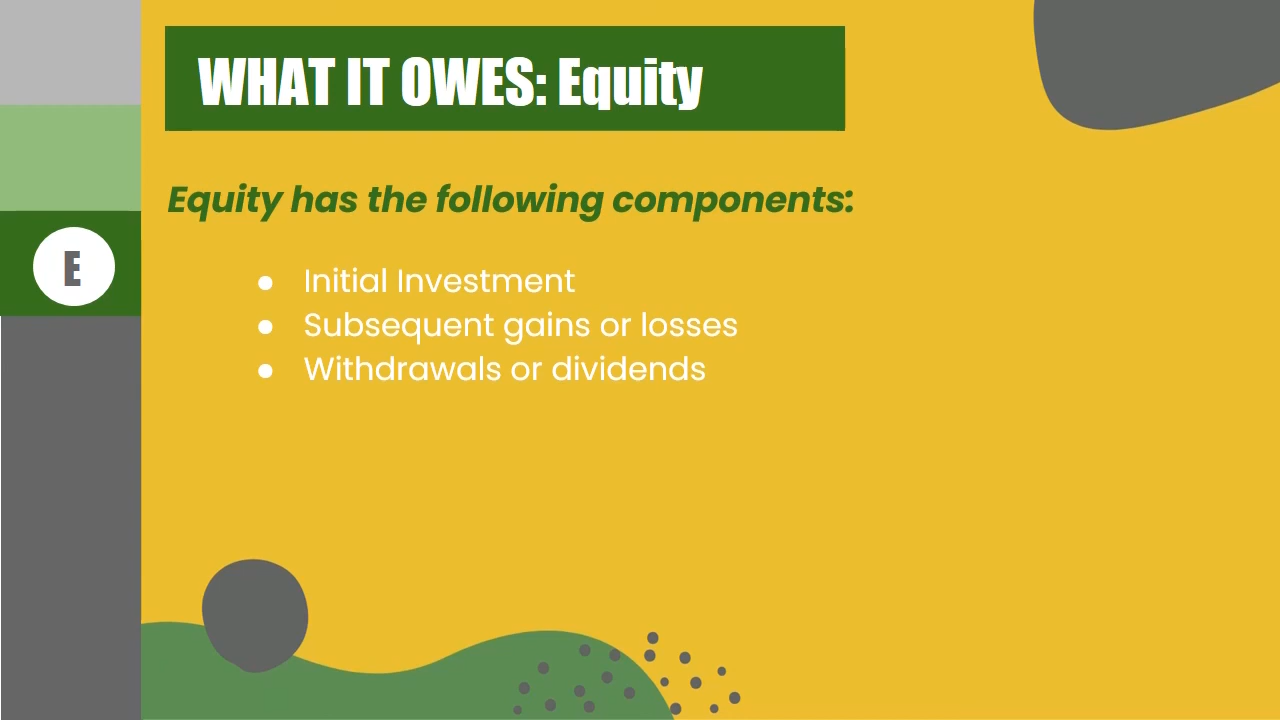 WHAT IT OWES: Equity
Equity has the following components:
E
● Initial Investment
● Subsequent gains or losses
● Withdrawals or dividends